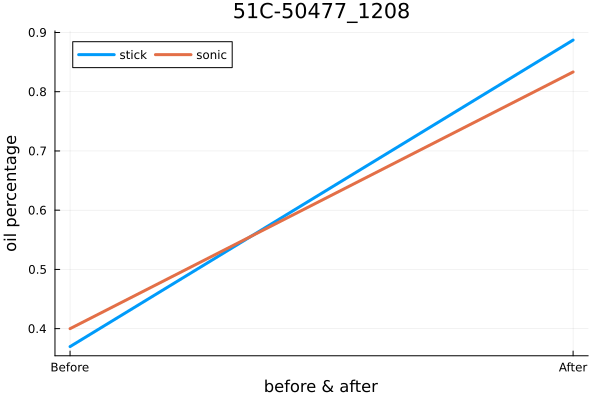 51C-50477_1208
stick sonic
0.9
0.8
0.7
0.6
0.5
0.4
oil percentage
Before After
before & after